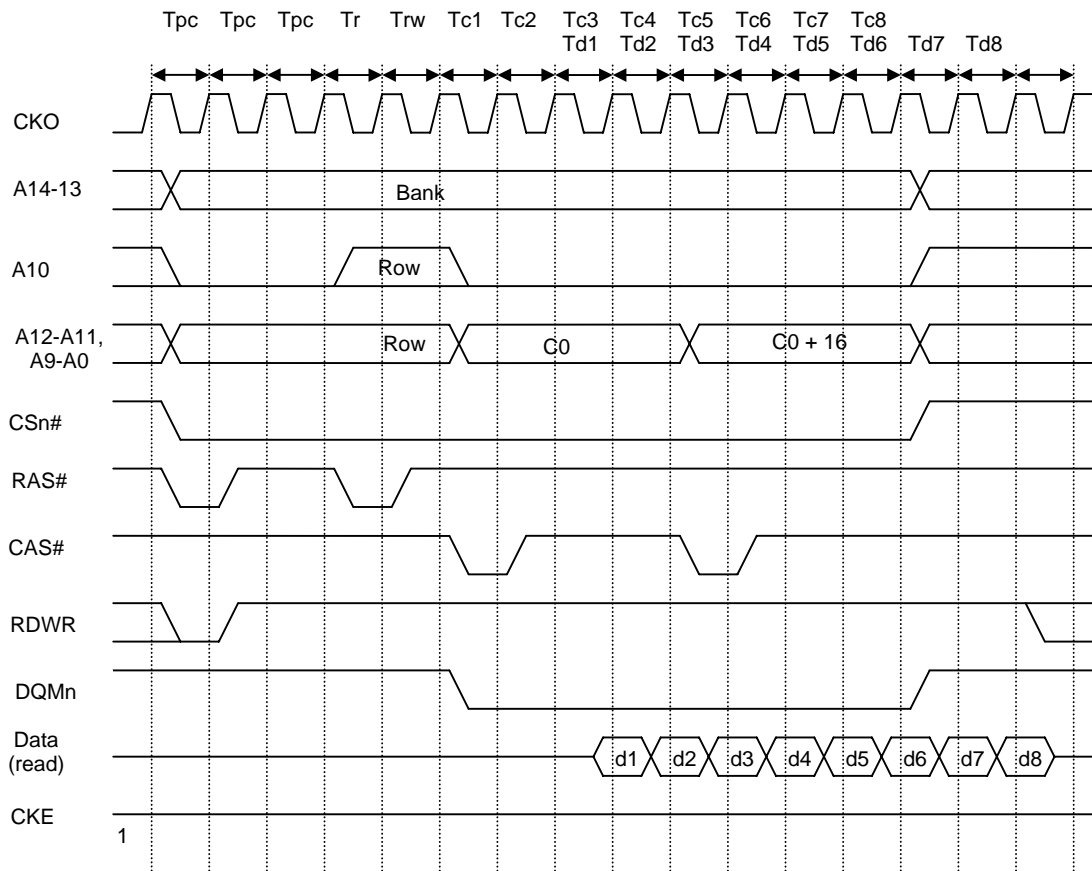 Tpc Tpc Tpc Tr Trw Tc1 Tc2 Tc3 Tc4 Tc5 Tc6 Tc7 Tc8
Td1 Td2 Td3 Td4 Td5 Td6 Td7 Td8
CKO
A14-13
Bank
A10
Row
A12-A11,
A9-A0
Row C0 C0 + 16
CSn#
RAS#
CAS#
RDWR
DQMn
Data
(read)
d1 d2 d3 d4 d5 d6 d7 d8
CKE
1